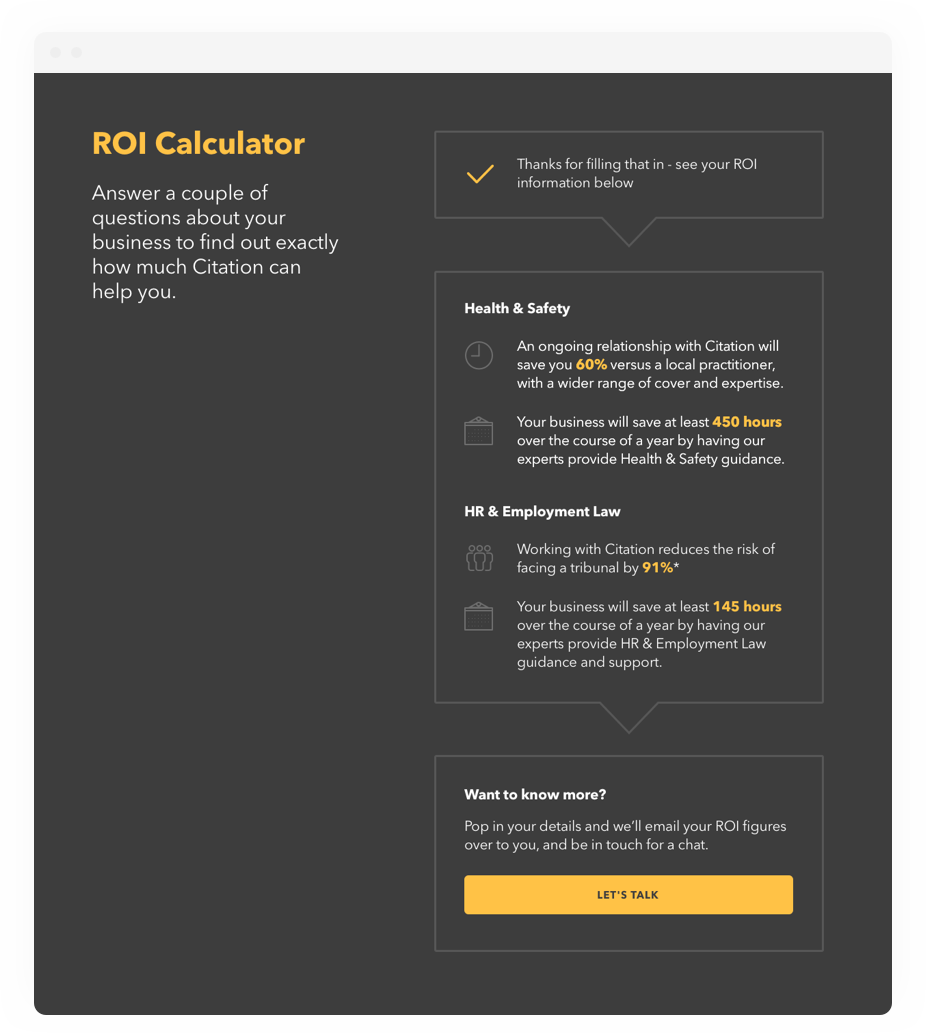 ROI Calculator
Answer a couple of
questions about your
business to find out exactly
how much Citation can
help you.
Thanks for filling that in - see your ROI
information below
Health & Safety
An ongoing relationship with Citation will
save you 60% versus a local practitioner,
with a wider range of cover and expertise.
Your business will save at least 450 hours
over the course of a year by having our
experts provide Health & Safety guidance.
HR & Employment Law
Working with Citation reduces the risk of
facing a tribunal by 91%*
Your business will save at least 145 hours
over the course of a year by having our
experts provide HR & Employment Law
guidance and support.
Want to know more?
Pop in your details and we’ll email your ROI figures
over to you, and be in touch for a chat.
LET'S TALK